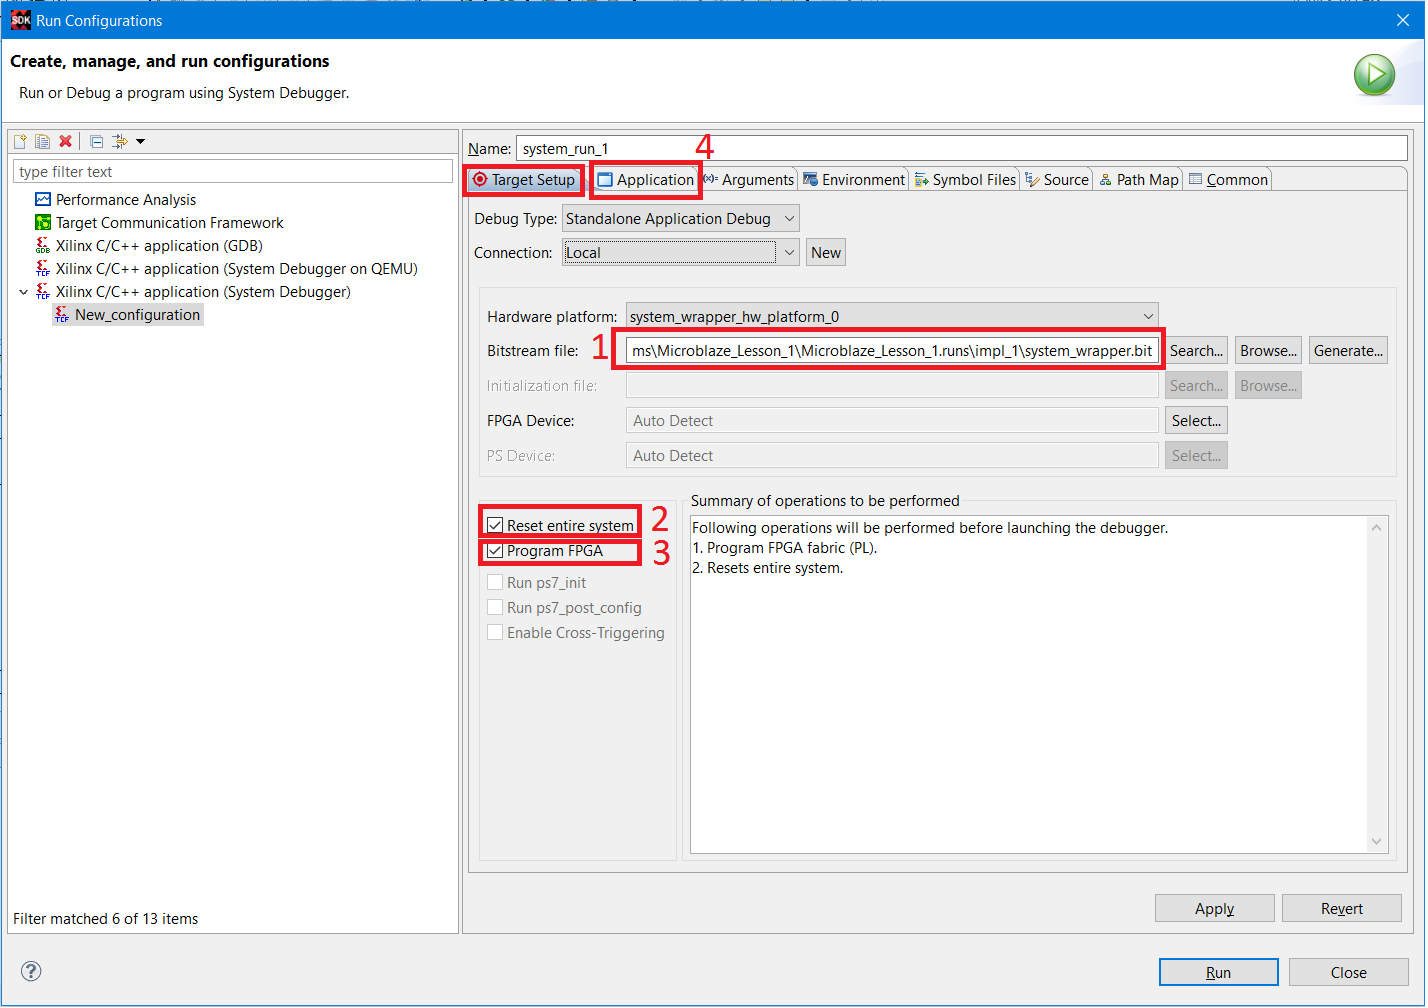 SDK Run Configurations
Create, manage, and run configurations
Run or Debug a program using System Debugger.
type filter text
Performance Analysis
Target Communication Framework
GDB Xilinx C/C++ application (GDB)
TCF Xilinx C/C++ application (System Debugger on QEMU)
TCF Xilinx C/C++ application (System Debugger)
TCF New_configuration
Filter matched 6 of 13 items
Name: system_run_1
4
Target Setup Application (x)= Arguments Environment Symbol Files Source Path Map Common
Debug Type: Standalone Application Debug
Connection: Local New
Hardware platform: system_wrapper_hw_platform_0
Bitstream file: 1 ms\Microblaze_Lesson_1\Microblaze_Lesson_1.runs\impl_1\system_wrapper.bit Search... Browse... Generate...
Initialization file: Search... Browse...
FPGA Device: Auto Detect Select...
PS Device: Auto Detect Select...
Reset entire system 2
Program FPGA 3
Run ps7_init
Run ps7_post_config
Enable Cross-Triggering
Summary of operations to be performed
Following operations will be performed before launching the debugger.
1. Program FPGA fabric (PL).
2. Resets entire system.
Apply Revert
? Run Close